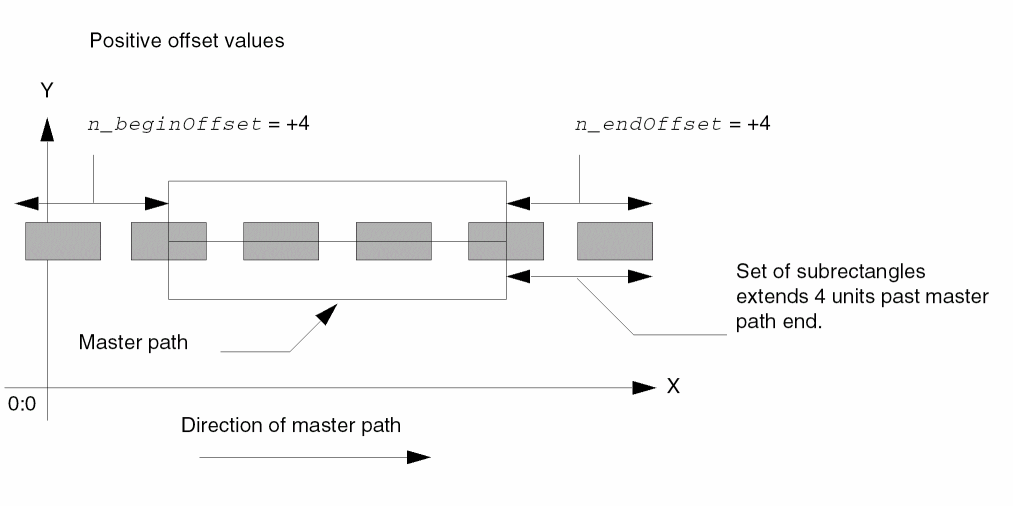 Positive offset values
Y
n_beginOffset = +4
n_endOffset = +4
Set of subrectangles
extends 4 units past master
path end.
Master path
X
0:0
Direction of master path